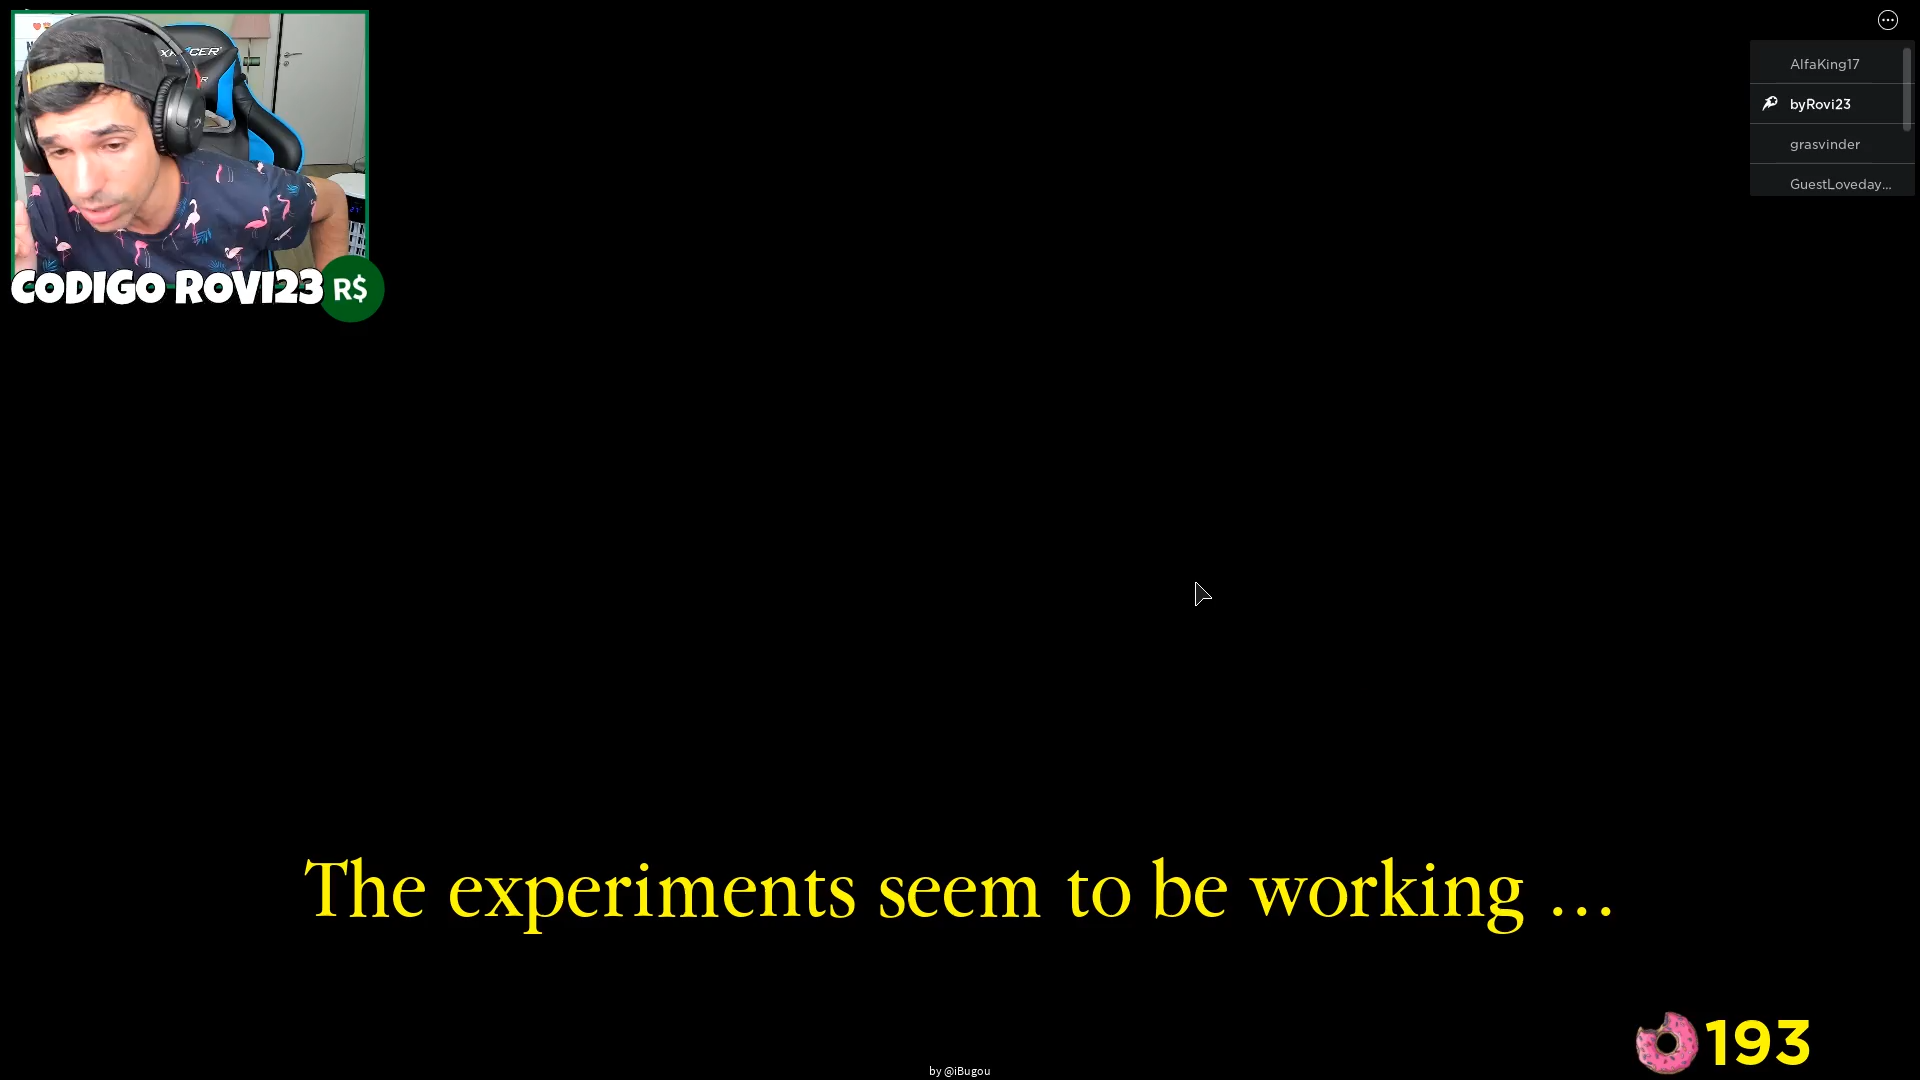 CODIGO ROVI23 R$
AlfaKing17
byRovi23
grasvinder
GuestLoveday...
The experiments seem to be working ...
193
by @iBugou